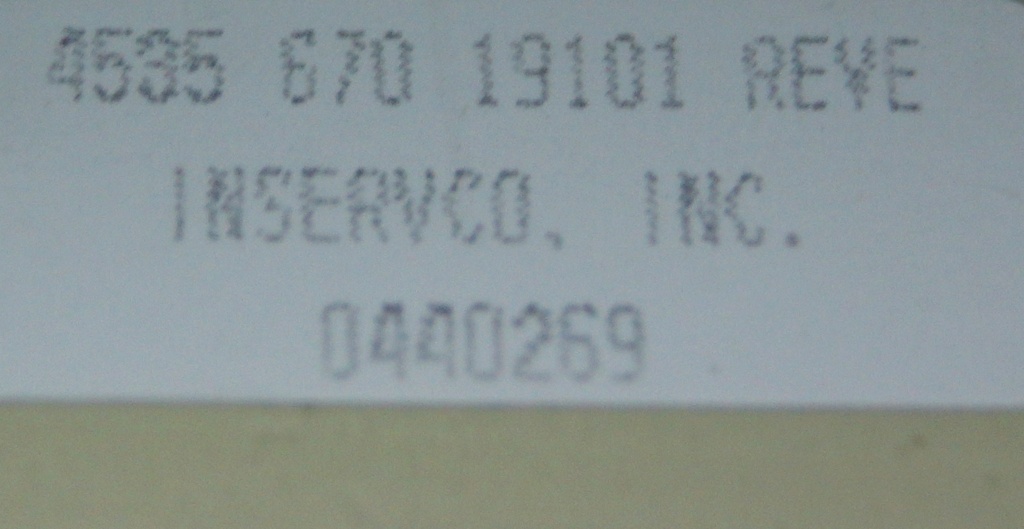 4535 670 19101 REVE
INSERVCO, INC.
0440269